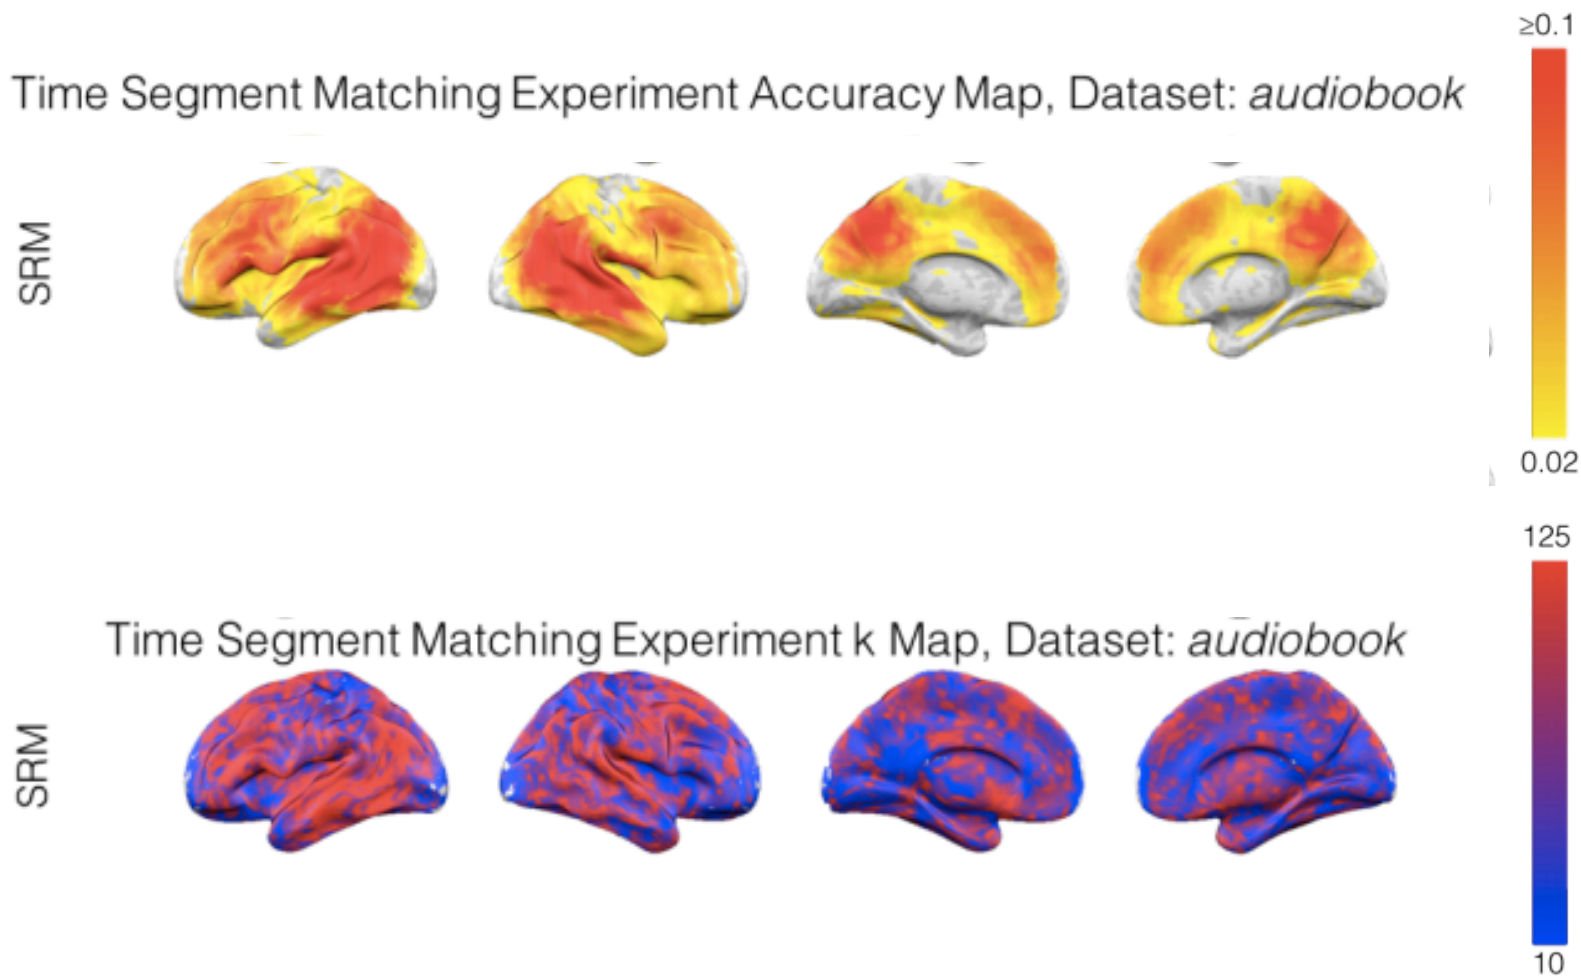 ≥0.1
Time Segment Matching Experiment Accuracy Map, Dataset: audiobook
SRM
0.02
125
Time Segment Matching Experiment k Map, Dataset: audiobook
SRM
10